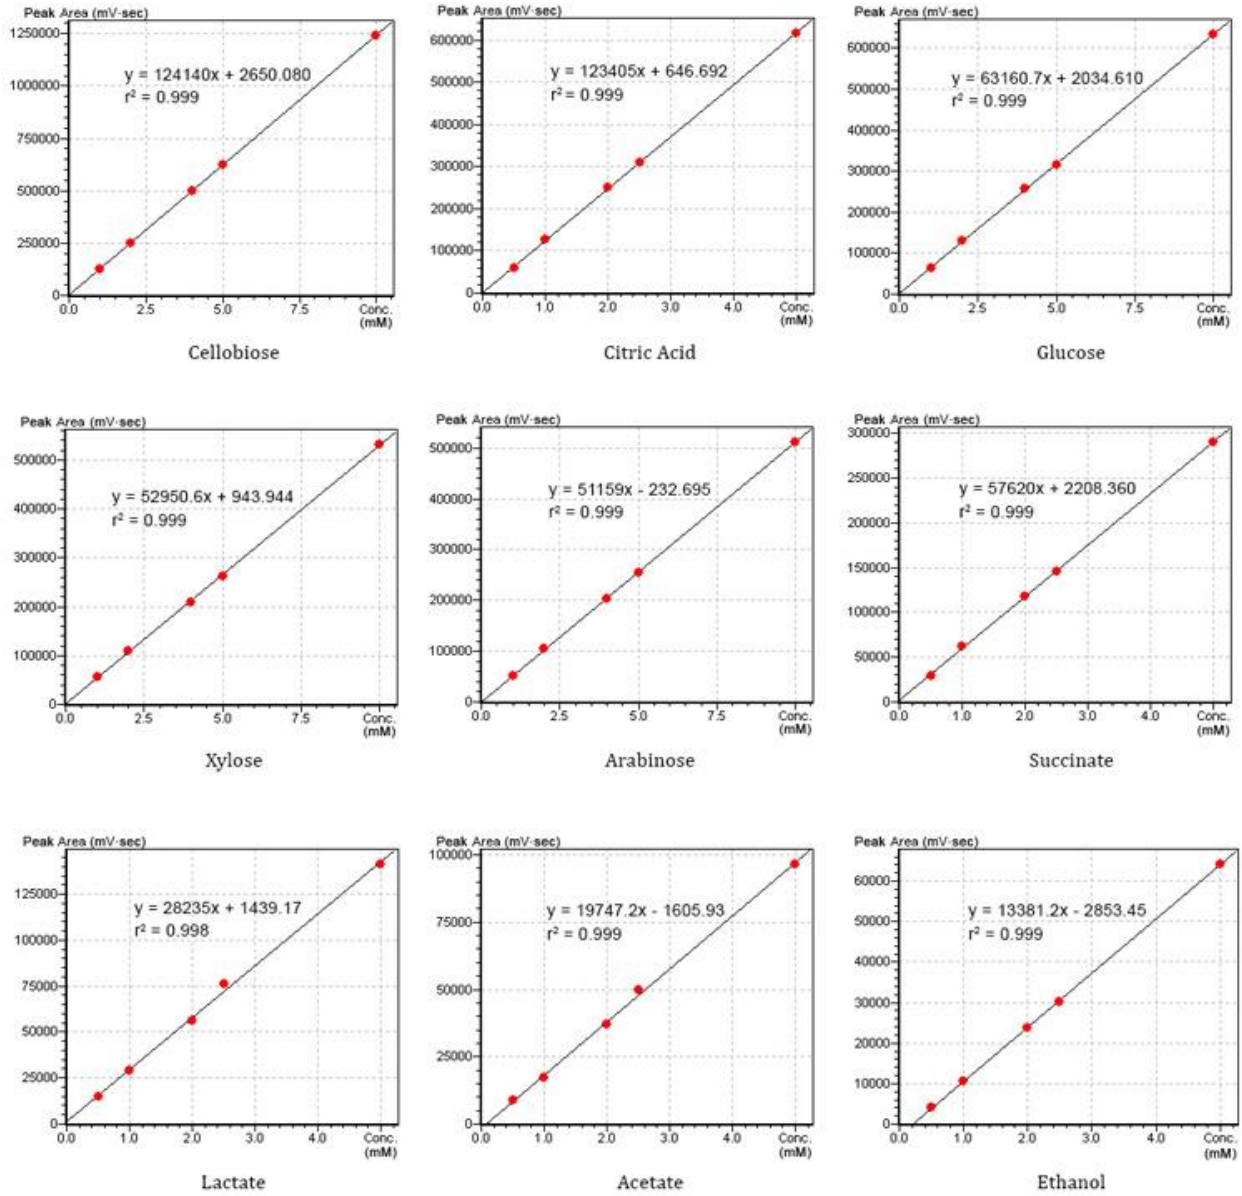 Peak Area (mV-sec)
1250000
1000000
750000
500000
250000
0
y = 124140x + 2650.080
r² = 0.999
0.0 2.5 5.0 7.5 Conc.
(mM)
Cellobiose
Peak Area (mV-sec)
600000
500000
400000
300000
200000
100000
0
y = 123405x + 646.692
r² = 0.999
0.0 1.0 2.0 3.0 4.0 Conc.
(mM)
Citric Acid
Peak Area (mV-sec)
600000
500000
400000
300000
200000
100000
0
y = 63160.7x + 2034.610
r² = 0.999
0.0 2.5 5.0 7.5 Conc.
(mM)
Glucose
Peak Area (mV-sec)
500000
400000
300000
200000
100000
0
y = 52950.6x + 943.944
r² = 0.999
0.0 2.5 5.0 7.5 Conc.
(mM)
Xylose
Peak Area (mV-sec)
500000
400000
300000
200000
100000
0
y = 51159x - 232.695
r² = 0.999
0.0 2.5 5.0 7.5 Conc.
(mM)
Arabinose
Peak Area (mV-sec)
300000
250000
200000
150000
100000
50000
0
y = 57620x + 2208.360
r² = 0.999
0.0 1.0 2.0 3.0 4.0 Conc.
(mM)
Succinate
Peak Area (mV-sec)
125000
100000
75000
50000
25000
0
y = 28235x + 1439.17
r² = 0.998
0.0 1.0 2.0 3.0 4.0 Conc.
(mM)
Lactate
Peak Area (mV-sec)
100000
75000
50000
25000
0
y = 19747.2x - 1605.93
r² = 0.999
0.0 1.0 2.0 3.0 4.0 Conc.
(mM)
Acetate
Peak Area (mV-sec)
60000
50000
40000
30000
20000
10000
0
y = 13381.2x - 2853.45
r² = 0.999
0.0 1.0 2.0 3.0 4.0 Conc.
(mM)
Ethanol